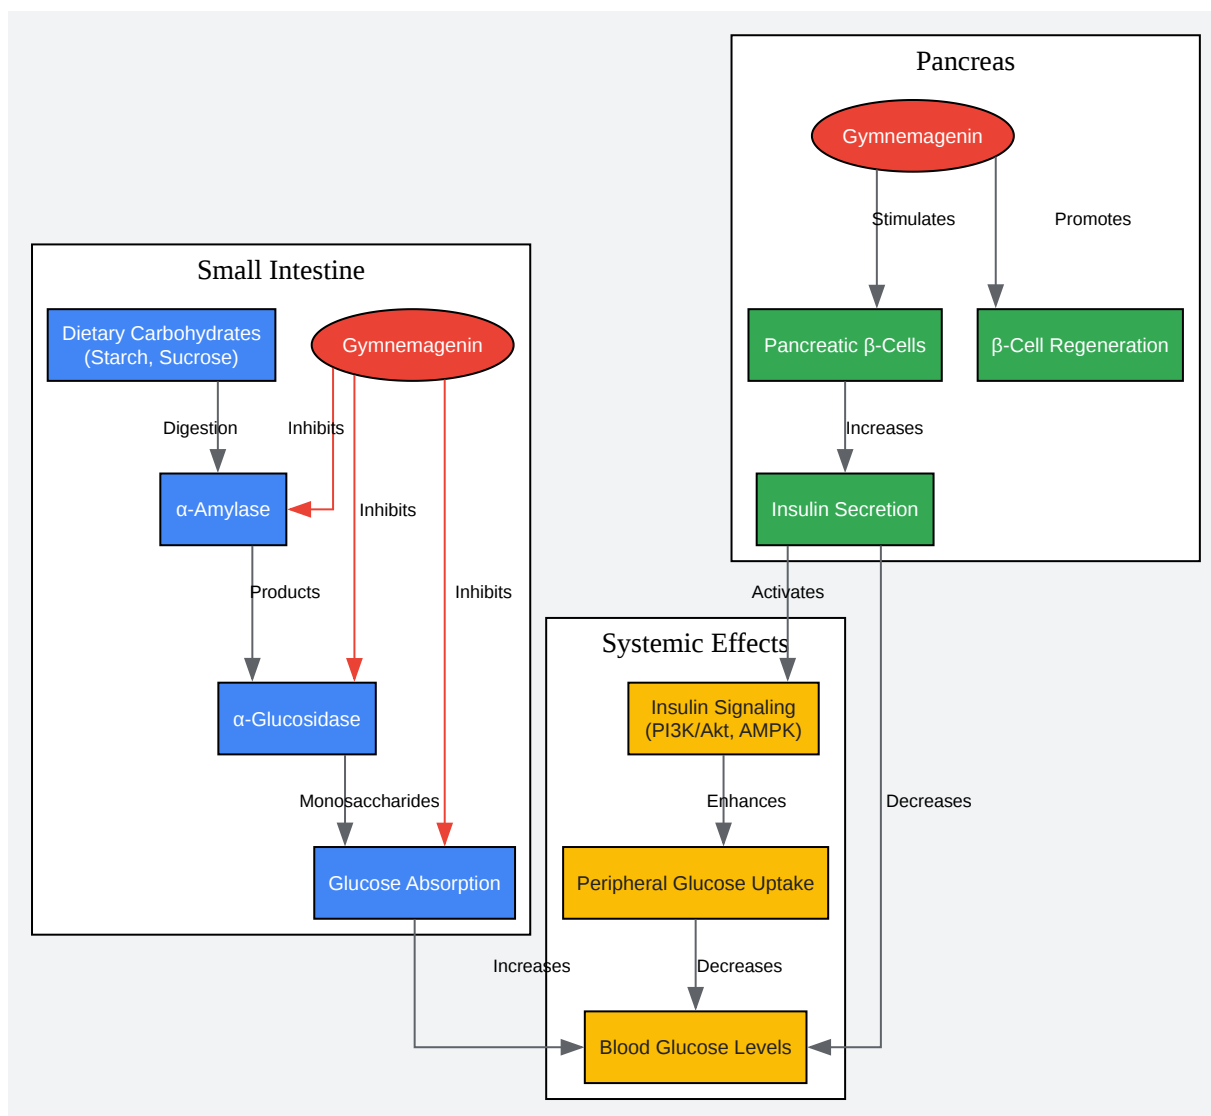 Pancreas
Gymnemagenin
Stimulates
Promotes
Small Intestine
Dietary Carbohydrates
(Starch, Sucrose)
Gymnemagenin
Pancreatic β-Cells
β-Cell Regeneration
Digestion
Inhibits
Increases
α-Amylase
Inhibits
Insulin Secretion
Products
Inhibits
Activates
Systemic Effects
α-Glucosidase
Insulin Signaling
(PI3K/Akt, AMPK)
Monosaccharides
Enhances
Decreases
Glucose Absorption
Peripheral Glucose Uptake
Increases
Decreases
Blood Glucose Levels